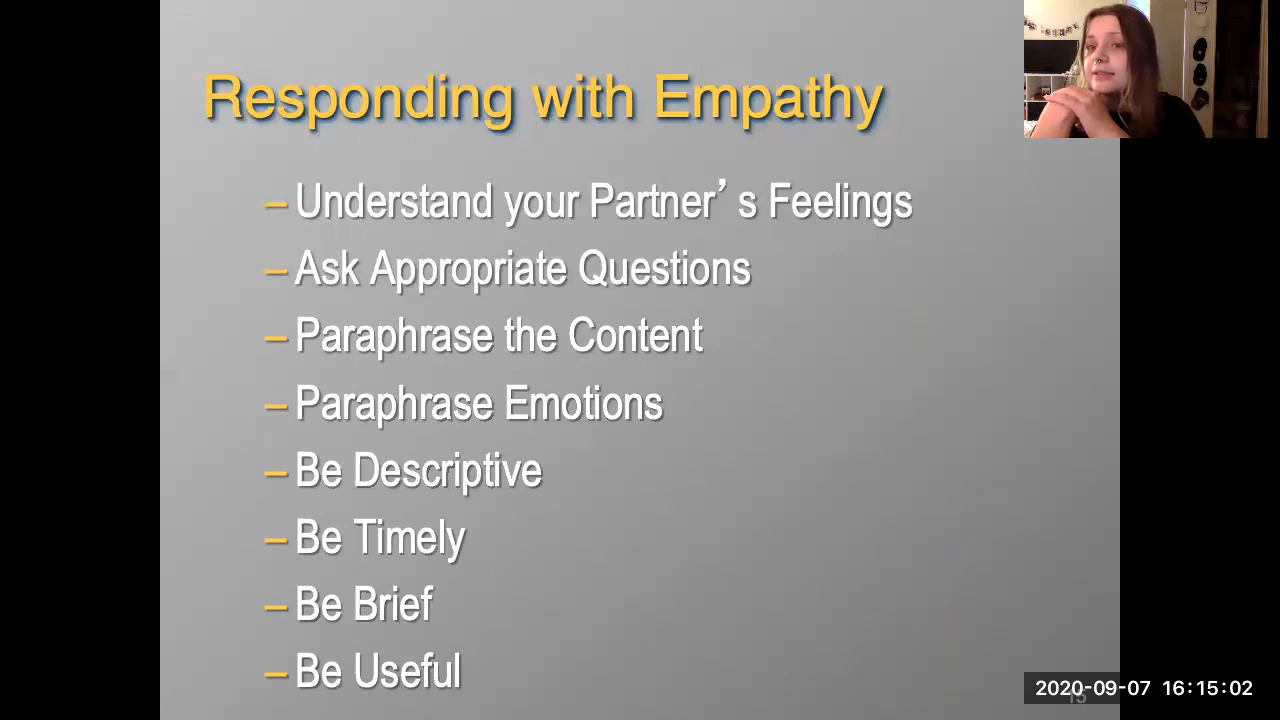 Responding with Empathy
– Understand your Partner’ s Feelings
– Ask Appropriate Questions
– Paraphrase the Content
– Paraphrase Emotions
– Be Descriptive
– Be Timely
– Be Brief
– Be Useful
2020-09-07 16:15:02
15